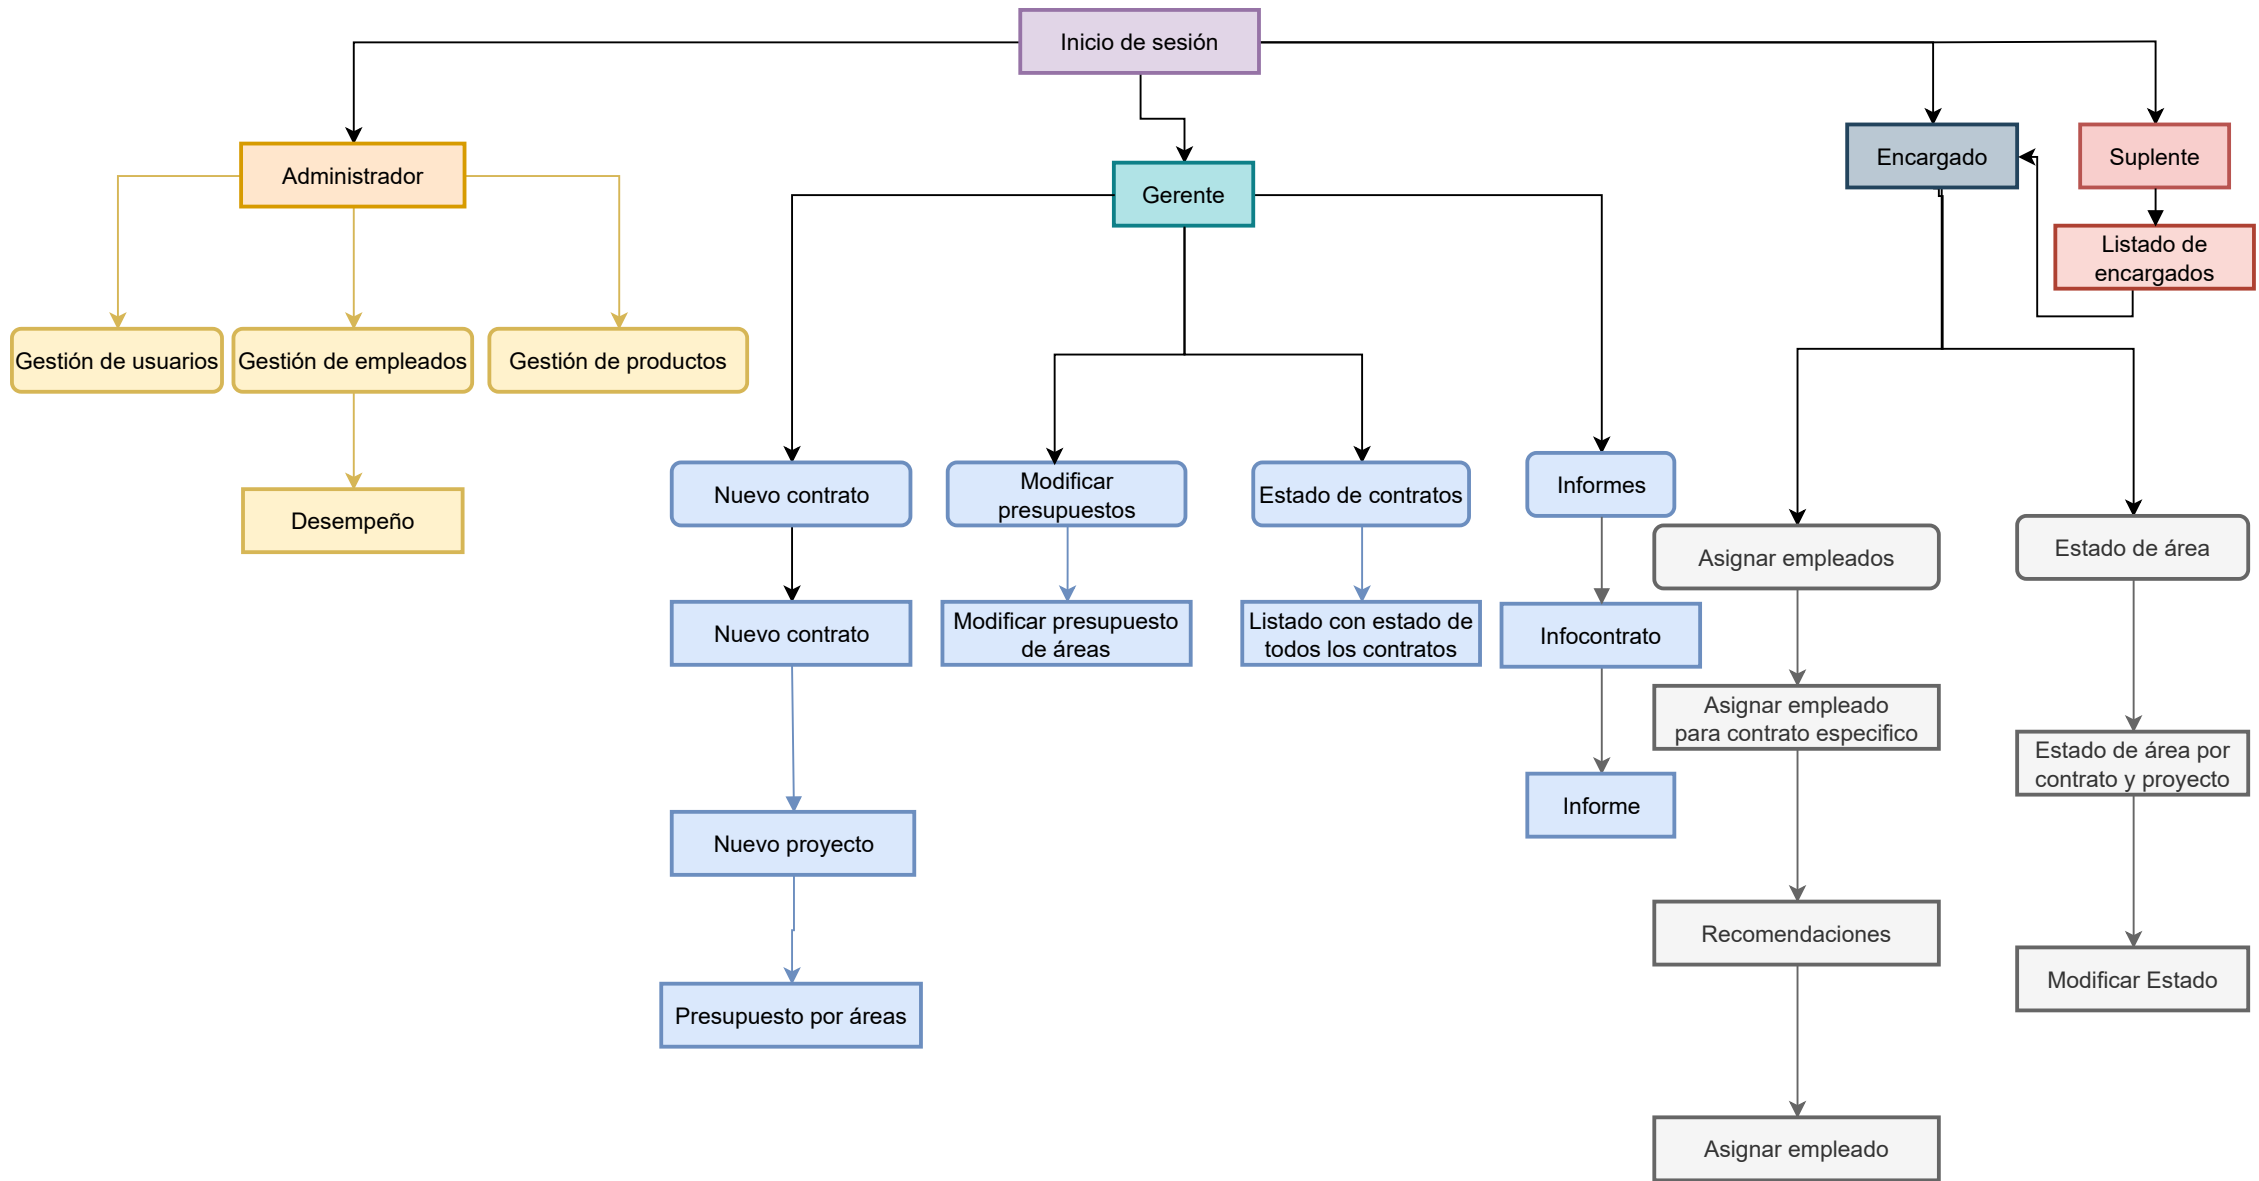 Inicio de sesión
Administrador
Gerente
Encargado
Suplente
Listado de
encargados
Gestión de usuarios
Gestión de empleados
Gestión de productos
Desempeño
Nuevo contrato
Modificar
presupuestos
Estado de contratos
Informes
Asignar empleados
Estado de área
Nuevo contrato
Modificar presupuesto
de áreas
Listado con estado de
todos los contratos
Infocontrato
Asignar empleado
para contrato especifico
Estado de área por
contrato y proyecto
Nuevo proyecto
Informe
Recomendaciones
Modificar Estado
Presupuesto por áreas
Asignar empleado